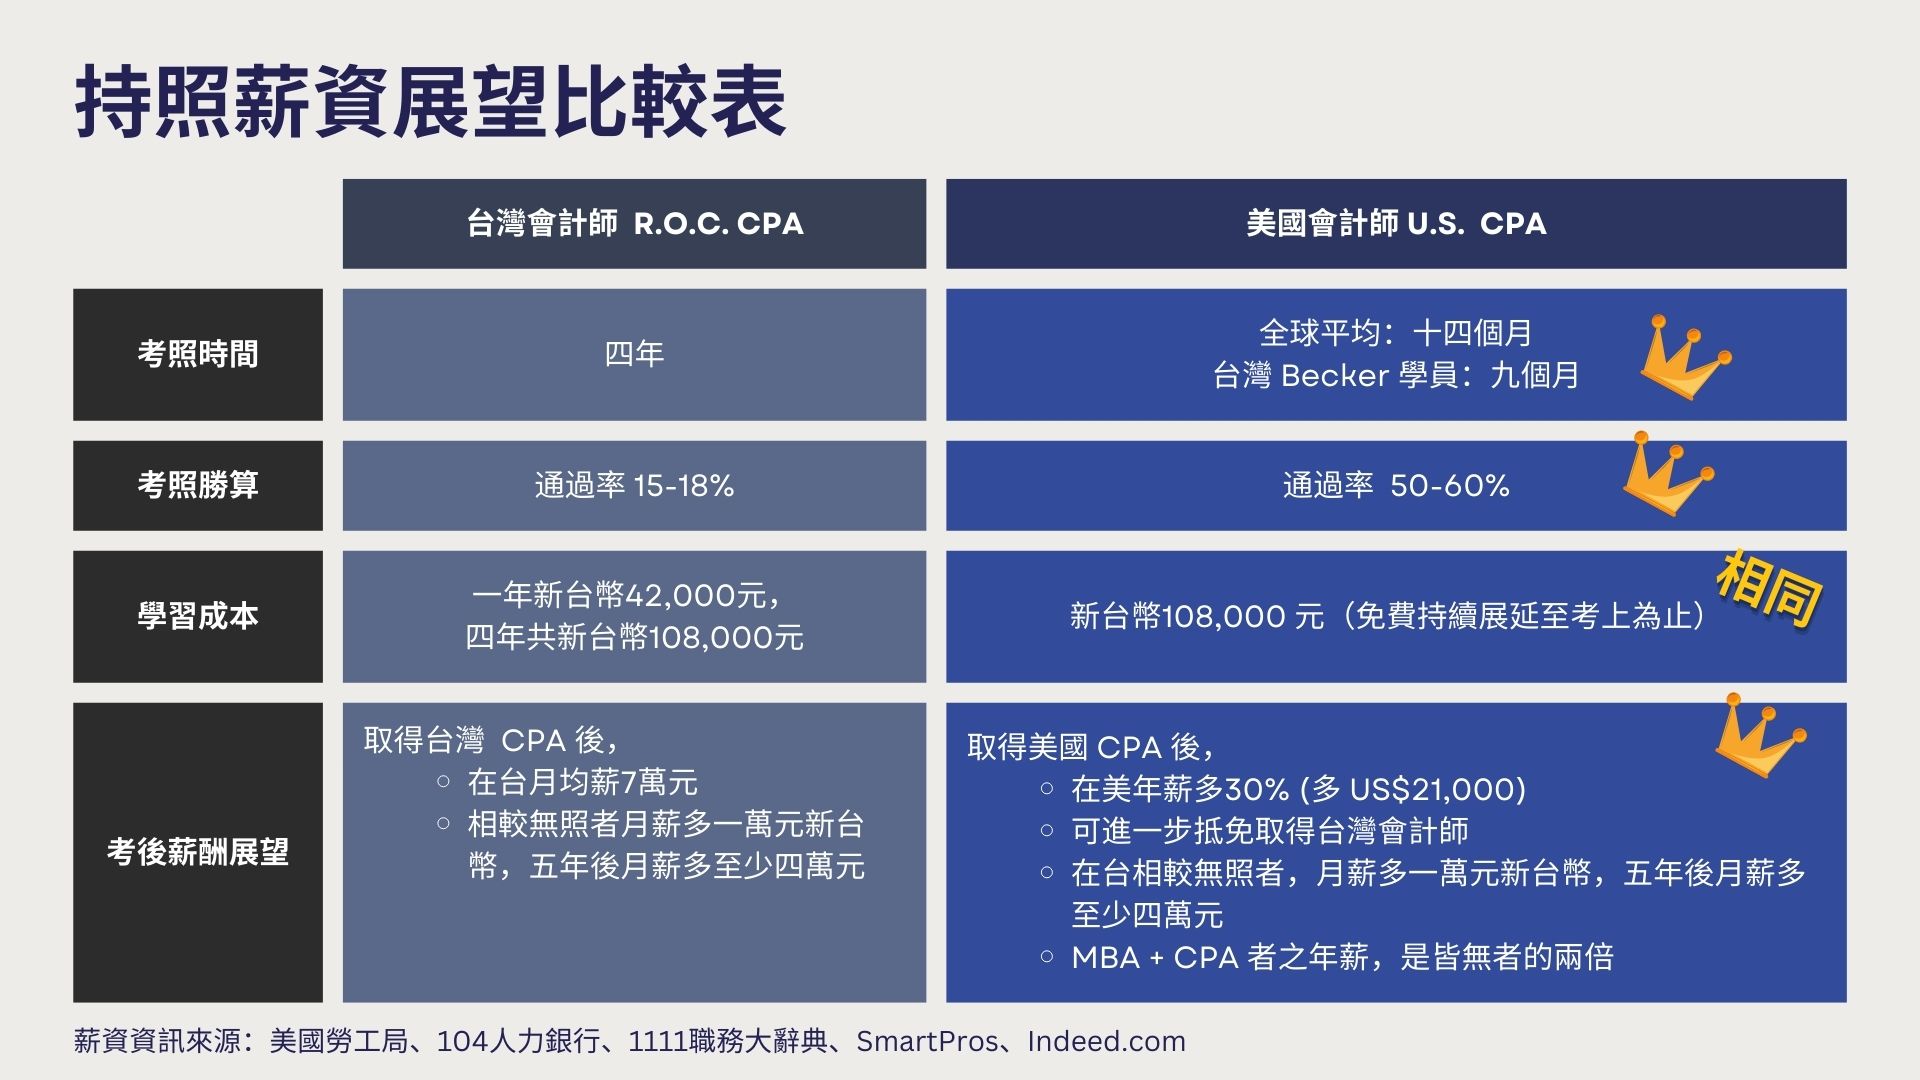 持照薪資展望比較表
台灣會計師 R.O.C. CPA
美國會計師 U.S. CPA
考照時間
四年
全球平均：十四個月
台灣 Becker 學員：九個月
考照勝算
通過率 15-18%
通過率 50-60%
學習成本
一年新台幣42,000元，
四年共新台幣108,000元
新台幣108,000 元（免費持續展延至考上為止）
相同
考後薪酬展望
取得台灣 CPA 後，
○ 在台月均薪7萬元
○ 相較無照者月薪多一萬元新台
幣，五年後月薪多至少四萬元
取得美國 CPA 後，
○ 在美年薪多30% (多 US$21,000)
○ 可進一步抵免取得台灣會計師
○ 在台相較無照者，月薪多一萬元新台幣，五年後月薪多
至少四萬元
○ MBA + CPA 者之年薪，是皆無者的兩倍
薪資資訊來源：美國勞工局、104人力銀行、1111職務大辭典、SmartPros、Indeed.com